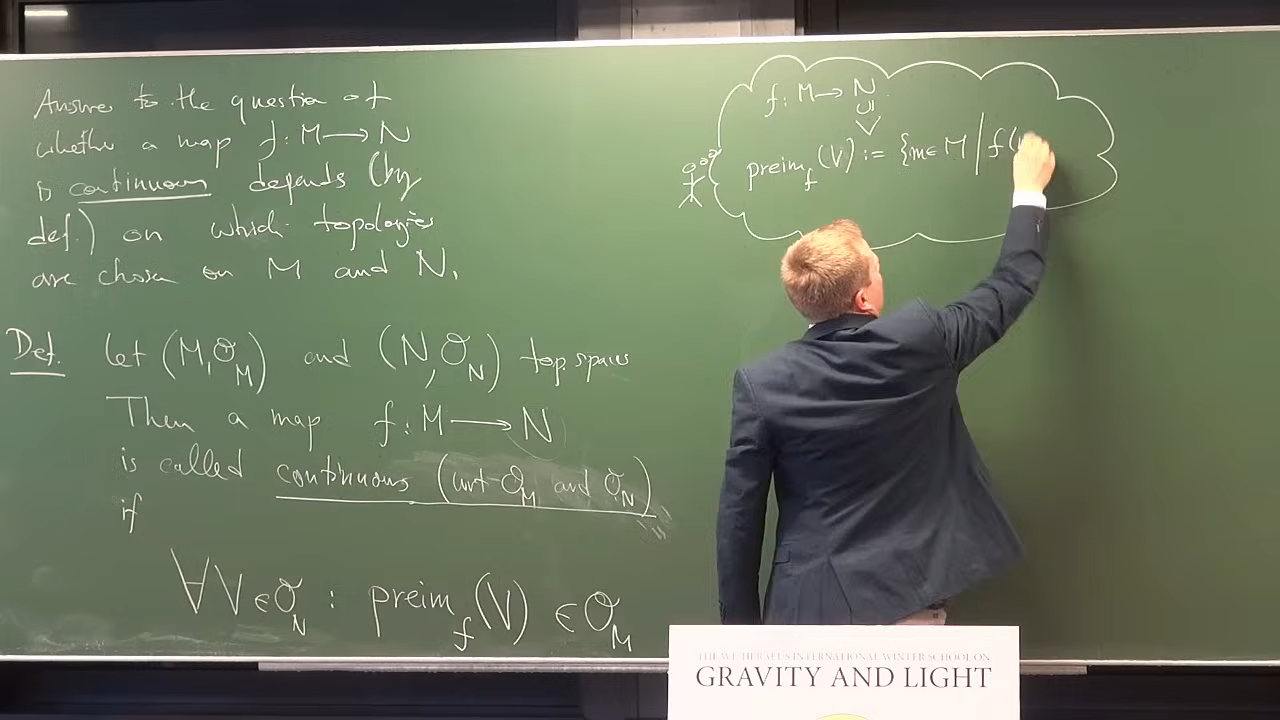 Answer to the question of
whether a map f: M → N
is continuous depends (by
def.) on which topologies
are chosen on M and N.
Def. Let (M, O_M) and (N, O_N) top. spaces
Then a map f: M → N
is called continuous (wrt O_M and O_N)
if
∀ V ∈ O_N : preim_f(V) ∈ O_M
f: M → N
∪|
V
preim_f(V) := {m ∈ M | f(
THE WE-HERAEUS INTERNATIONAL WINTER SCHOOL ON
GRAVITY AND LIGHT